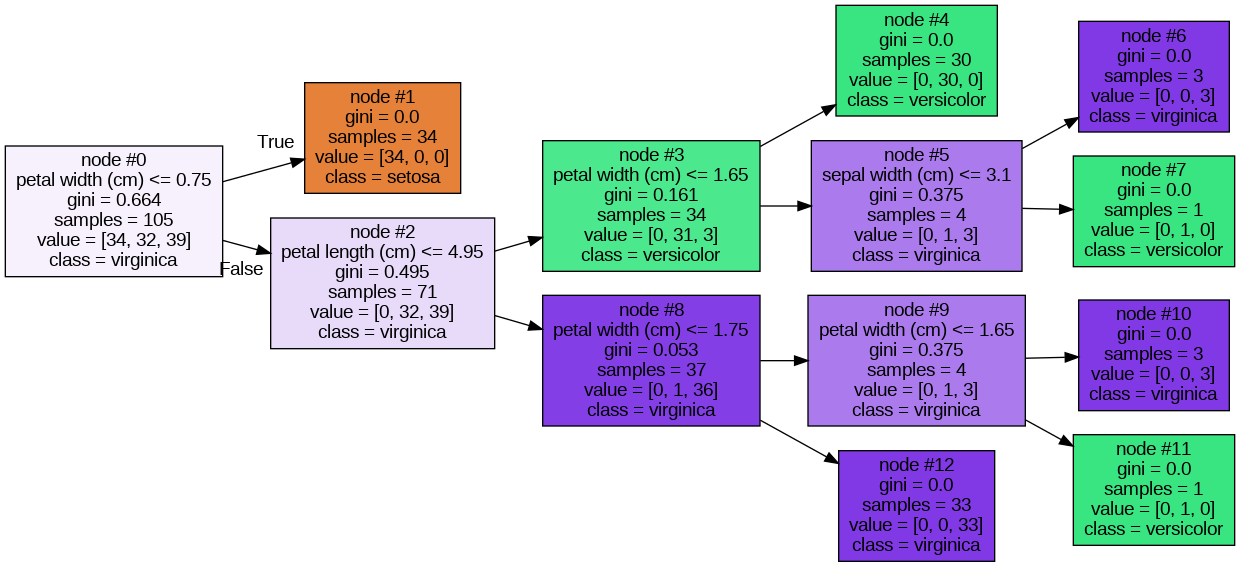 node #0
petal width (cm) <= 0.75
gini = 0.664
samples = 105
value = [34, 32, 39]
class = virginica
True
False
node #1
gini = 0.0
samples = 34
value = [34, 0, 0]
class = setosa
node #2
petal length (cm) <= 4.95
gini = 0.495
samples = 71
value = [0, 32, 39]
class = virginica
node #3
petal width (cm) <= 1.65
gini = 0.161
samples = 34
value = [0, 31, 3]
class = versicolor
node #4
gini = 0.0
samples = 30
value = [0, 30, 0]
class = versicolor
node #5
sepal width (cm) <= 3.1
gini = 0.375
samples = 4
value = [0, 1, 3]
class = virginica
node #6
gini = 0.0
samples = 3
value = [0, 0, 3]
class = virginica
node #7
gini = 0.0
samples = 1
value = [0, 1, 0]
class = versicolor
node #8
petal width (cm) <= 1.75
gini = 0.053
samples = 37
value = [0, 1, 36]
class = virginica
node #9
petal width (cm) <= 1.65
gini = 0.375
samples = 4
value = [0, 1, 3]
class = virginica
node #10
gini = 0.0
samples = 3
value = [0, 0, 3]
class = virginica
node #11
gini = 0.0
samples = 1
value = [0, 1, 0]
class = versicolor
node #12
gini = 0.0
samples = 33
value = [0, 0, 33]
class = virginica